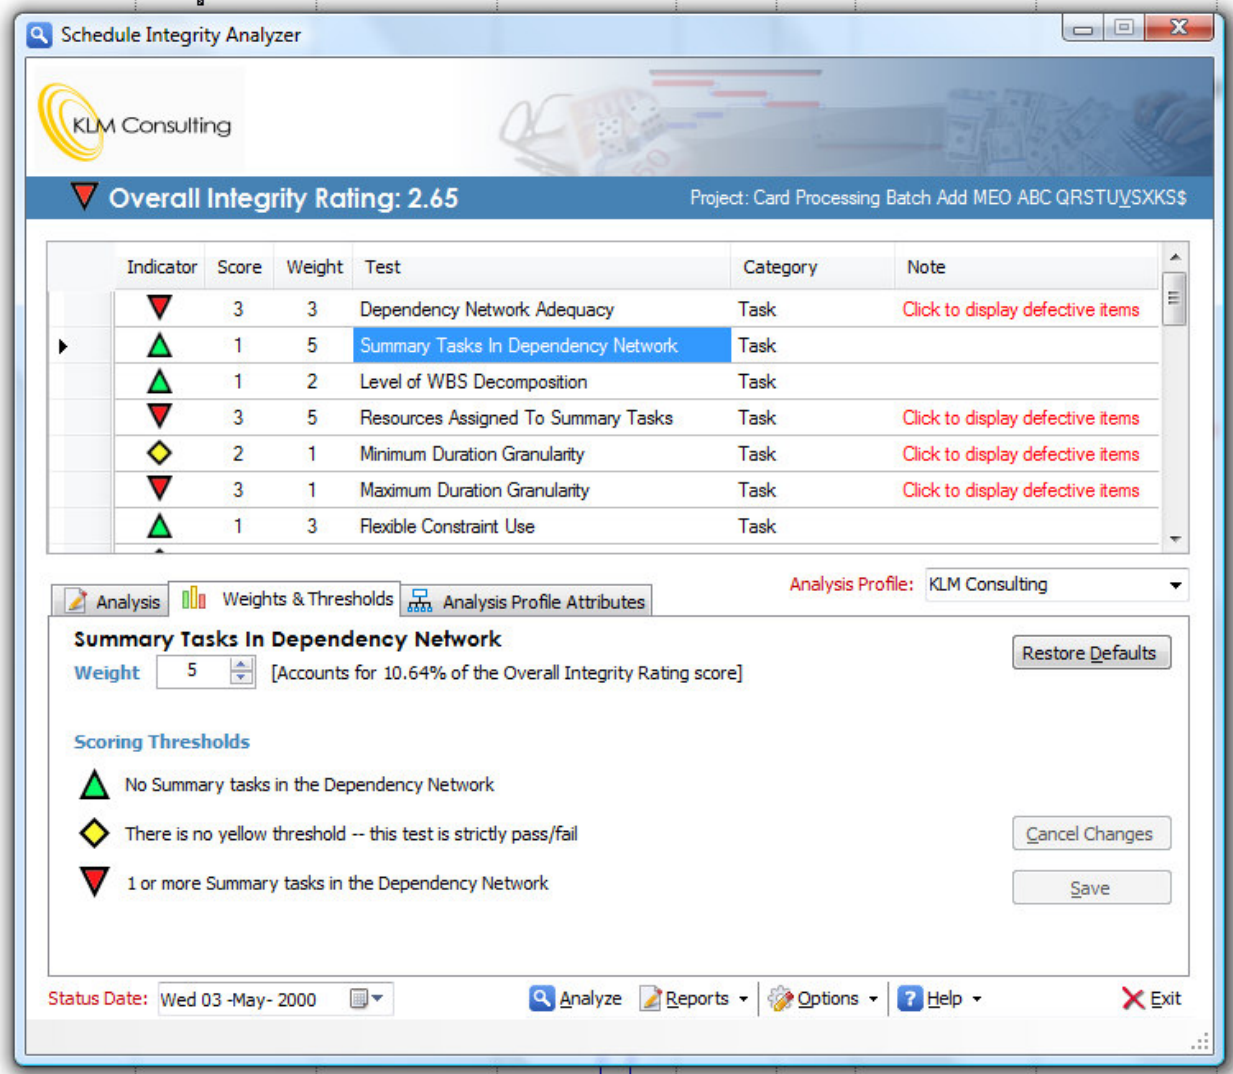 Schedule Integrity Analyzer
KLM Consulting
Overall Integrity Rating: 2.65 Project: Card Processing Batch Add MEO ABC QRSTUVSXKS$
Indicator Score Weight Test Category Note
3 3 Dependency Network Adequacy Task Click to display defective items
1 5 Summary Tasks In Dependency Network Task
1 2 Level of WBS Decomposition Task
3 5 Resources Assigned To Summary Tasks Task Click to display defective items
2 1 Minimum Duration Granularity Task Click to display defective items
3 1 Maximum Duration Granularity Task Click to display defective items
1 3 Flexible Constraint Use Task
Analysis Profile: KLM Consulting
Analysis Weights & Thresholds Analysis Profile Attributes
Summary Tasks In Dependency Network
Restore Defaults
Weight 5 [Accounts for 10.64% of the Overall Integrity Rating score]
Scoring Thresholds
No Summary tasks in the Dependency Network
There is no yellow threshold -- this test is strictly pass/fail
Cancel Changes
1 or more Summary tasks in the Dependency Network
Save
Status Date: Wed 03 -May- 2000 Analyze Reports Options Help Exit